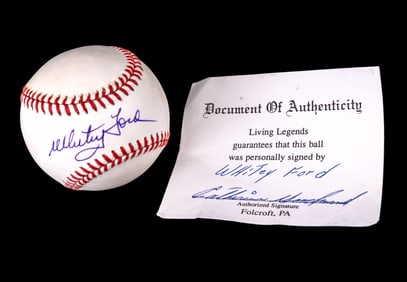 Whitey Ford
Document Of Authenticity
Living Legends
guarantees that this ball
was personally signed by
Whitey Ford
Catherine
Authorized Signature
Folcroft, PA